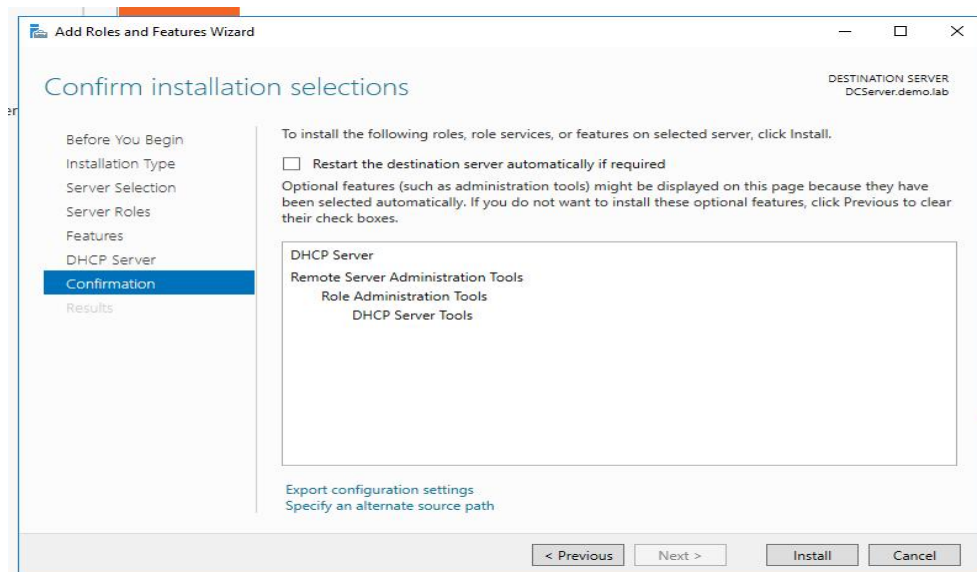 Add Roles and Features Wizard
Confirm installation selections
DESTINATION SERVER
DCServer.demo.lab
er
Before You Begin
Installation Type
Server Selection
Server Roles
Features
DHCP Server
Confirmation
Results
To install the following roles, role services, or features on selected server, click Install.
Restart the destination server automatically if required
Optional features (such as administration tools) might be displayed on this page because they have
been selected automatically. If you do not want to install these optional features, click Previous to clear
their check boxes.
DHCP Server
Remote Server Administration Tools
Role Administration Tools
DHCP Server Tools
Export configuration settings
Specify an alternate source path
< Previous
Next >
Install
Cancel